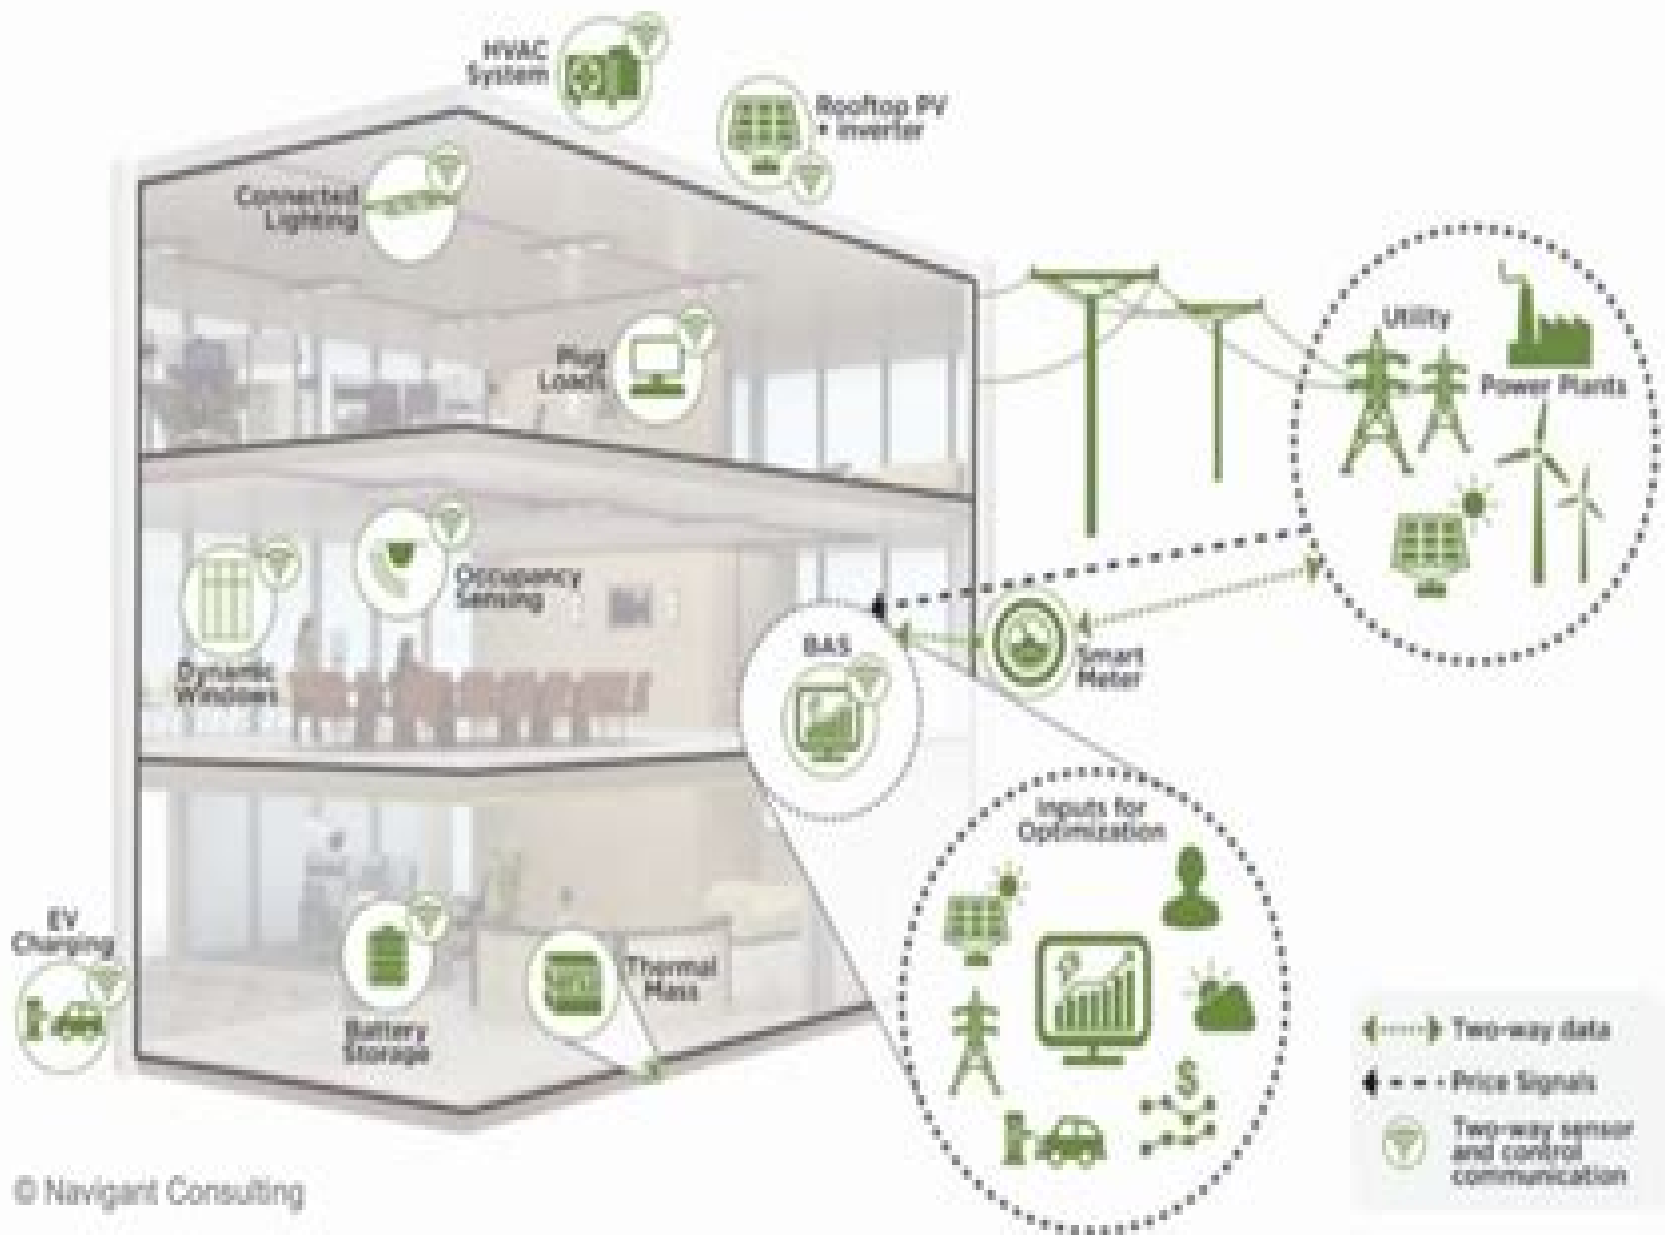 HVAC
System
Rooftop PV
+ inverter
Connected
Lighting
Plug
Loads
Utility
Power Plants
Occupancy
Sensing
Dynamic
Windows
BAS
Smart
Meter
Inputs for
Optimization
$
EV
Charging
Battery
Storage
Thermal
Mass
Two-way data
Price Signals
Two-way sensor
and control
communication
© Navigant Consulting